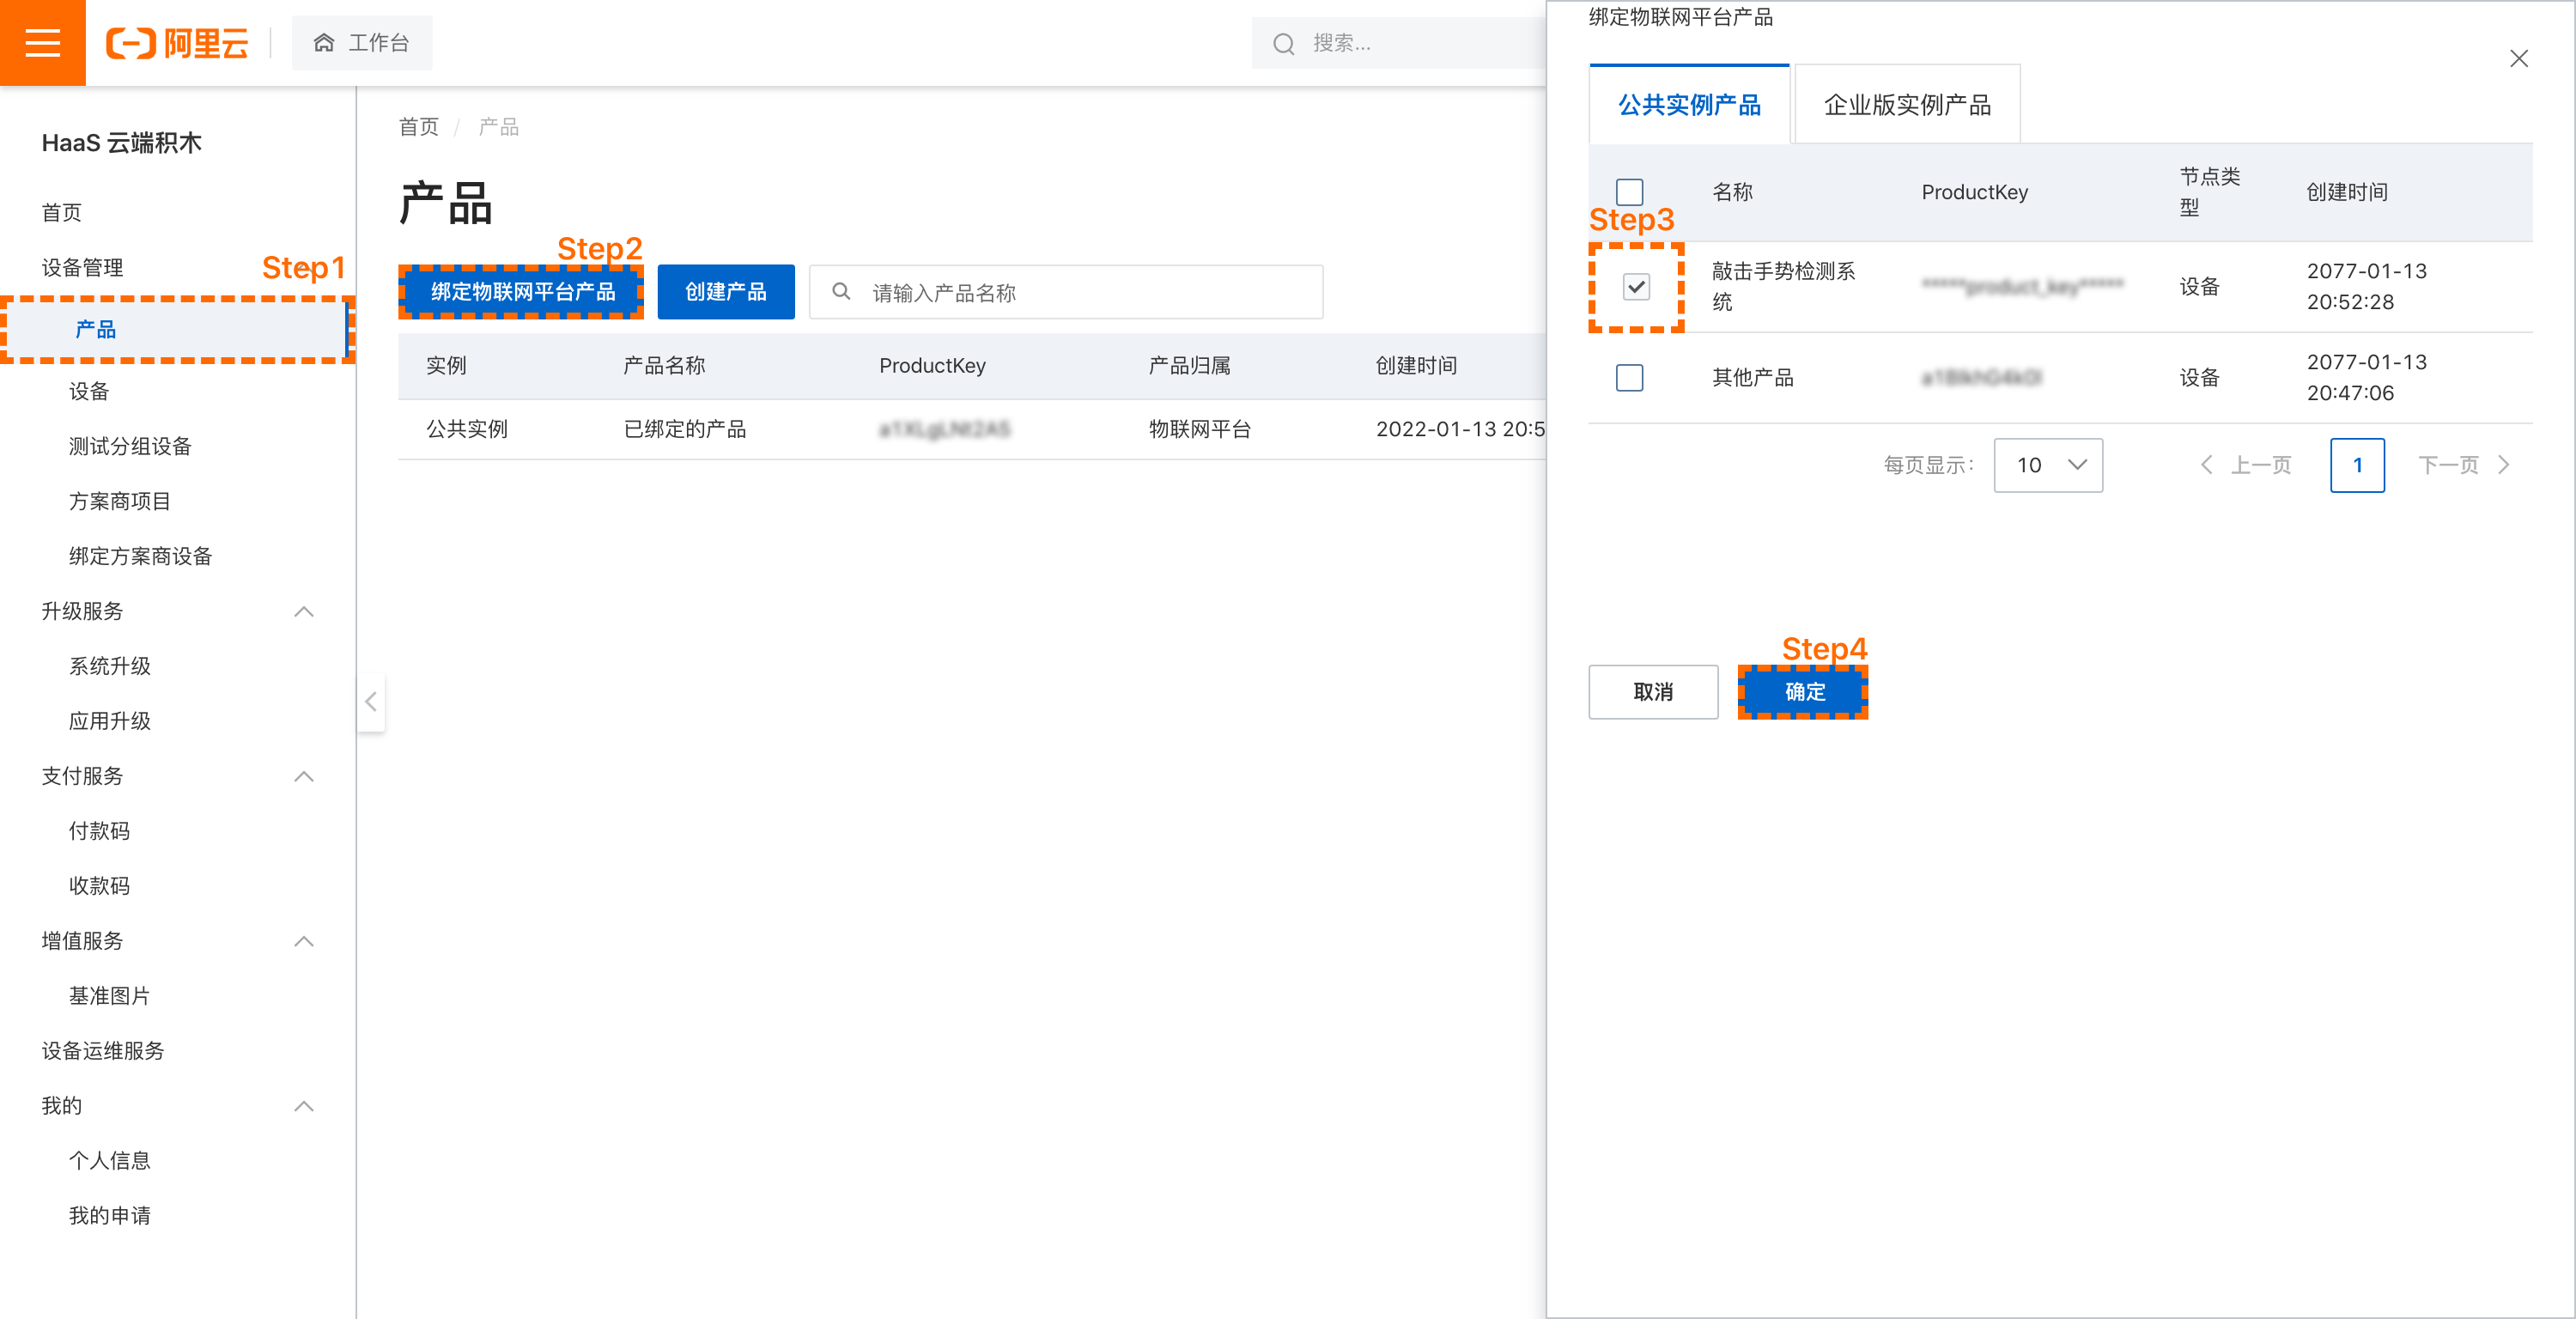 阿里云
工作台
搜索...
HaaS 云端积木
首页
设备管理
Step1
产品
设备
测试分组设备
方案商项目
绑定方案商设备
升级服务
系统升级
应用升级
支付服务
付款码
收款码
增值服务
基准图片
设备运维服务
我的
个人信息
我的申请
首页 / 产品
产品
Step2
绑定物联网平台产品 创建产品 请输入产品名称
实例 产品名称 ProductKey 产品归属 创建时间
公共实例 已绑定的产品 物联网平台 2022-01-13 20:5
绑定物联网平台产品
公共实例产品 企业版实例产品
名称 ProductKey 节点类型 创建时间
Step3
敲击手势检测系统 *****product_key***** 设备 2077-01-13 20:52:28
其他产品 设备 2077-01-13 20:47:06
每页显示: 10 上一页 1 下一页
Step4
取消 确定